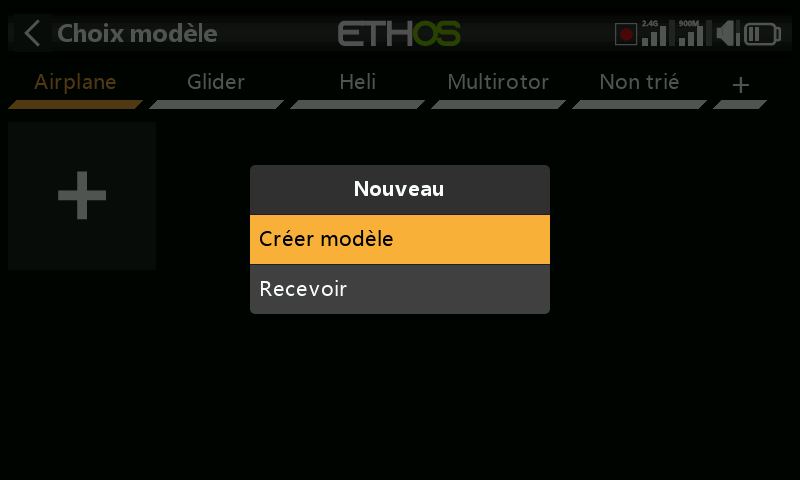 Choix modèle
ETHOS
2.4G
900M
Airplane
Glider
Heli
Multirotor
Non trié
+
Nouveau
Créer modèle
Recevoir